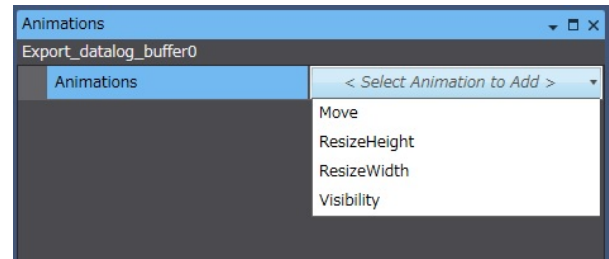 Animations
Export_datalog_buffer0
Animations < Select Animation to Add >
Move
ResizeHeight
ResizeWidth
Visibility